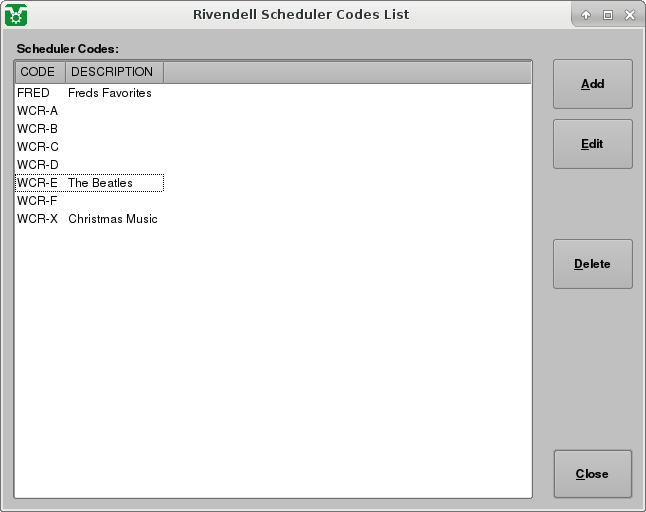 Rivendell Scheduler Codes List
Scheduler Codes:
CODE DESCRIPTION
FRED Freds Favorites
WCR-A
WCR-B
WCR-C
WCR-D
WCR-E The Beatles
WCR-F
WCR-X Christmas Music
Add
Edit
Delete
Close